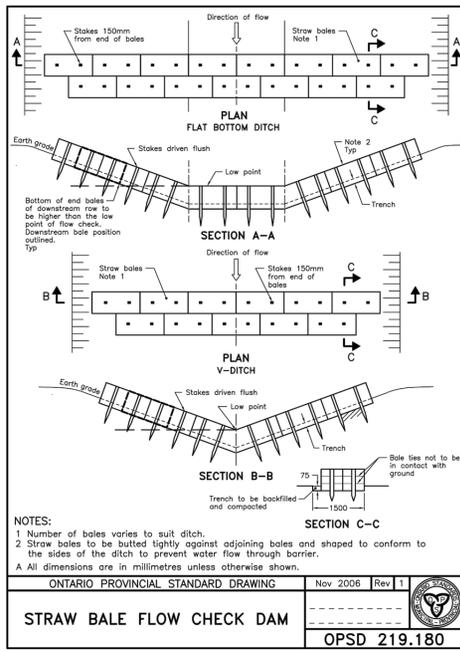 Direction of flow
A
Stakes 150mm
from end of bales
Straw bales
Note 1
C
A
C
PLAN
FLAT BOTTOM DITCH
Earth grade
Stakes driven flush
Low point
Note 2
Typ
Bottom of end bales
of downstream row to
be higher than the low
point of flow check.
Downstream bale position
outlined.
Typ
Trench
SECTION A-A
Direction of flow
B
Straw bales
Note 1
Stakes 150mm
from end of
bales
C
B
C
PLAN
V-DITCH
Earth grade
Stakes driven flush
Low point
Trench
SECTION B-B
Bale ties not to be
in contact with
ground
75
Trench to be backfilled
and compacted
1500
SECTION C-C
NOTES:
1 Number of bales varies to suit ditch.
2 Straw bales to be butted tightly against adjoining bales and shaped to conform to
the sides of the ditch to prevent water flow through barrier.
A All dimensions are in millimetres unless otherwise shown.
ONTARIO PROVINCIAL STANDARD DRAWING
Nov 2006
Rev 1
STRAW BALE FLOW CHECK DAM
OPSD 219.180